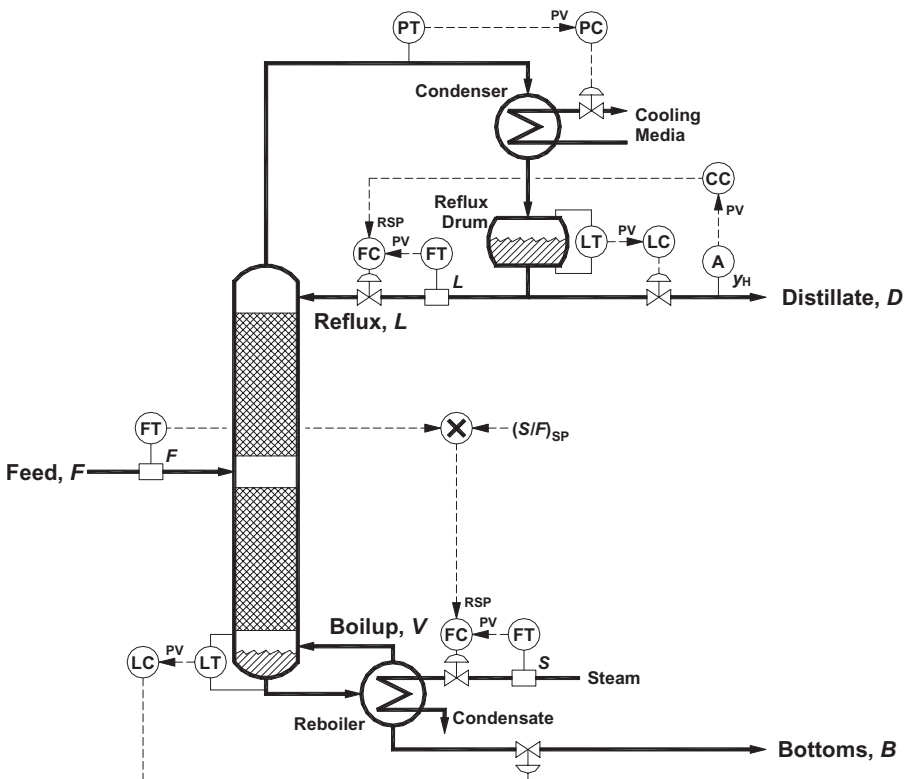 PT
PV
PC
Condenser
Cooling
Media
CC
PV
Reflux
Drum
RSP
FC
PV
FT
LT
PV
LC
A
yH
L
Reflux, L
Distillate, D
FT
(S/F)SP
F
Feed, F
RSP
Boilup, V
FC
PV
FT
LC
PV
LT
S
Steam
Reboiler
Condensate
Bottoms, B